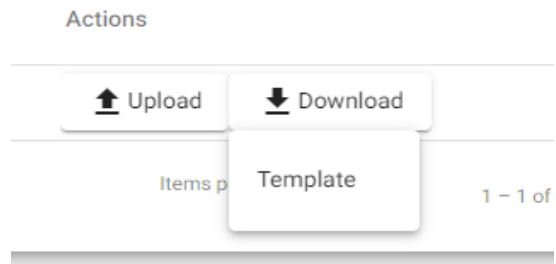 Actions
Upload Download
Template
Items p
1 – 1 of